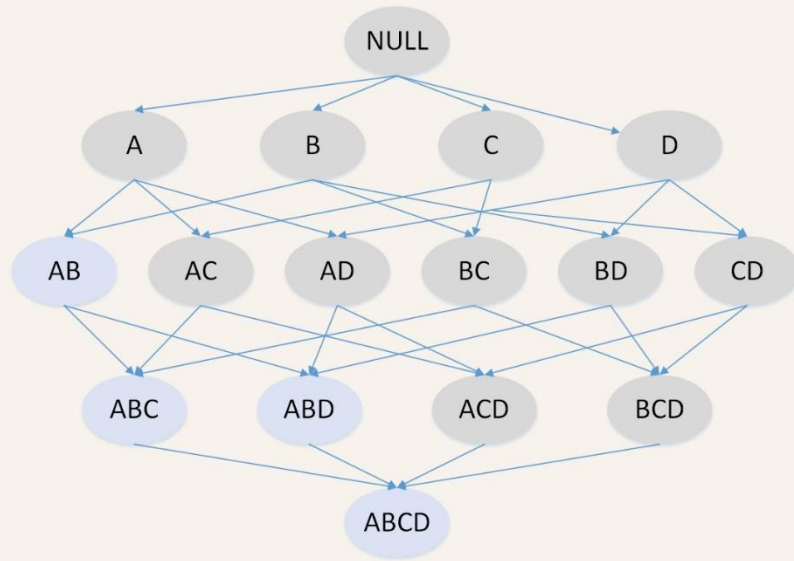 NULL
A B C D
AB AC AD BC BD CD
ABC ABD ACD BCD
ABCD